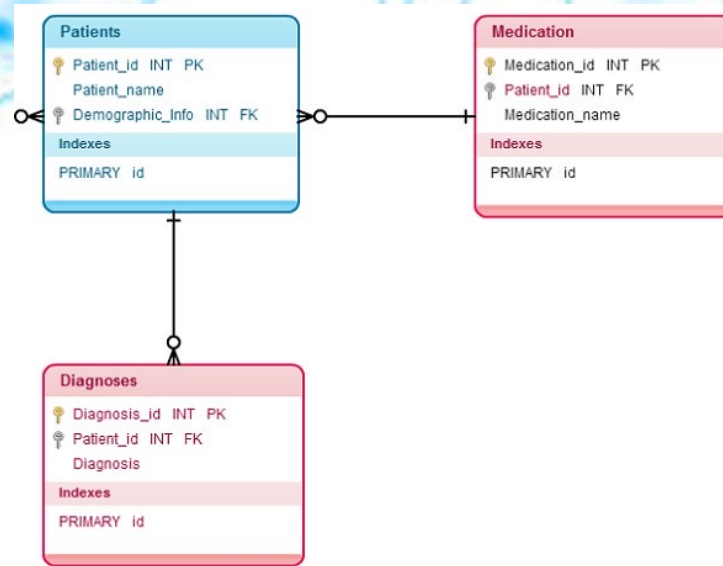 Patients
Patient_id INT PK
Patient_name
Demographic_Info INT FK
Indexes
PRIMARY id
Medication
Medication_id INT PK
Patient_id INT FK
Medication_name
Indexes
PRIMARY id
Diagnoses
Diagnosis_id INT PK
Patient_id INT FK
Diagnosis
Indexes
PRIMARY id